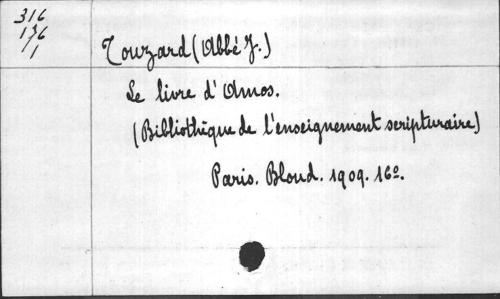 316
136
1
Touzard (Abbé J.)
Le livre d'Amos.
(Bibliothèque de l'enseignement scripturaire)
Paris. Bloud. 1909. 16º.